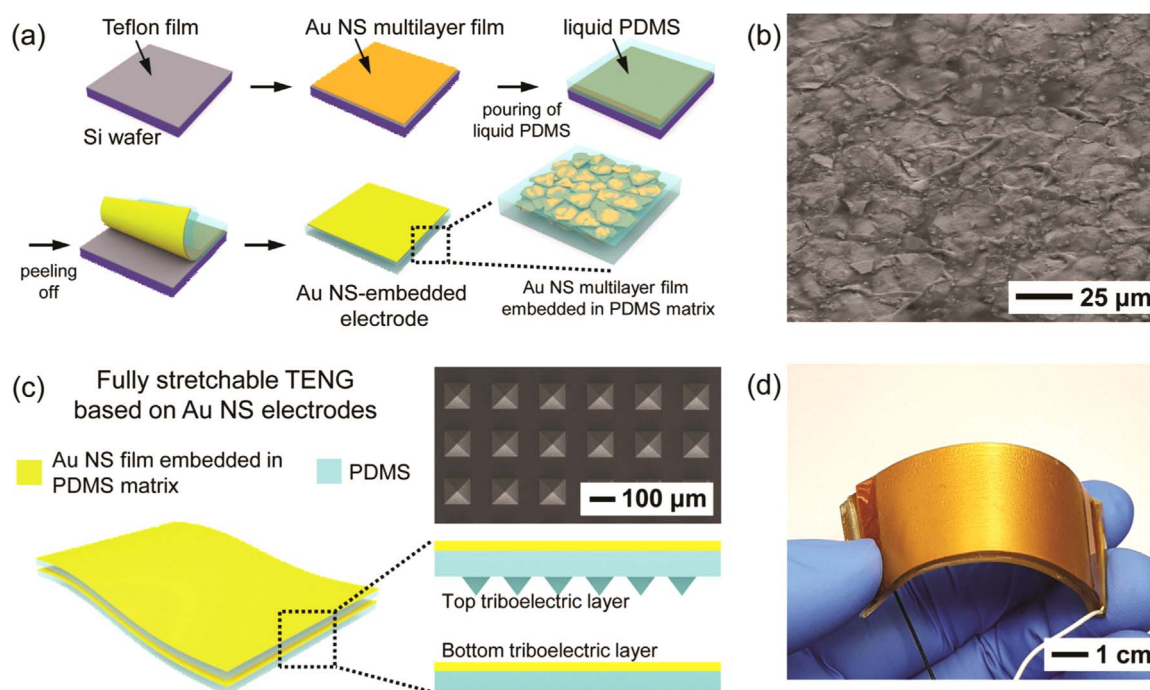 (a)
Teflon film
Au NS multilayer film
liquid PDMS
Si wafer
pouring of
liquid PDMS
peeling
off
Au NS-embedded
electrode
Au NS multilayer film
embedded in PDMS matrix
(b)
25 µm
(c)
Fully stretchable TENG
based on Au NS electrodes
Au NS film embedded in
PDMS matrix
PDMS
100 µm
Top triboelectric layer
Bottom triboelectric layer
(d)
1 cm